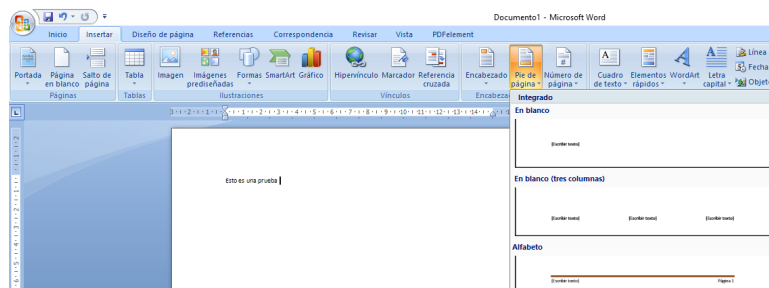 Documento1 - Microsoft Word
Inicio Insertar Diseño de página Referencias Correspondencia Revisar Vista PDFelement
Portada Página en blanco Salto de página Tabla Imagen Imágenes prediseñadas Formas SmartArt Gráfico Hipervínculo Marcador Referencia cruzada Encabezado Pie de página Número de página Cuadro de texto Elementos rápidos WordArt Letra capital Línea
Fecha
Objet
Páginas Tablas Ilustraciones Vínculos Encabeza
Integrado
En blanco
[Escribir texto]
Esto es una prueba
En blanco (tres columnas)
[Escribir texto] [Escribir texto] [Escribir texto]
Alfabeto
[Escribir texto] Página 1